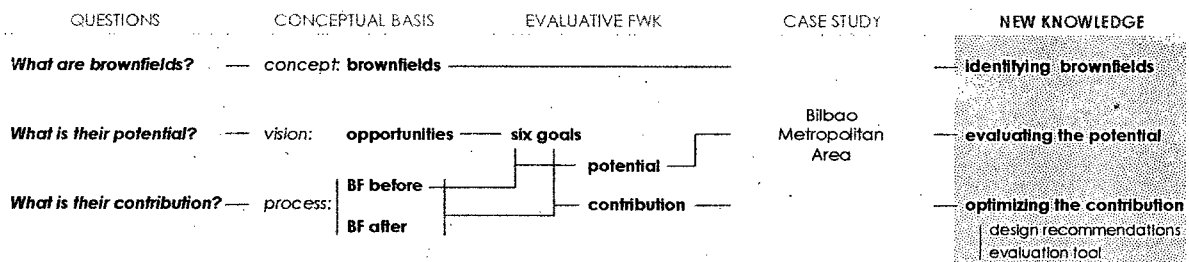 QUESTIONS CONCEPTUAL BASIS EVALUATIVE FWK CASE STUDY NEW KNOWLEDGE
What are brownfields? concept: brownfields identifying brownfields
Bilbao
What is their potential? vision: opportunities six goals Metropolitan evaluating the potential
Area
potential
BF before
What is their contribution? process: contribution optimizing the contribution
BF after
design recommendations
evaluation tool